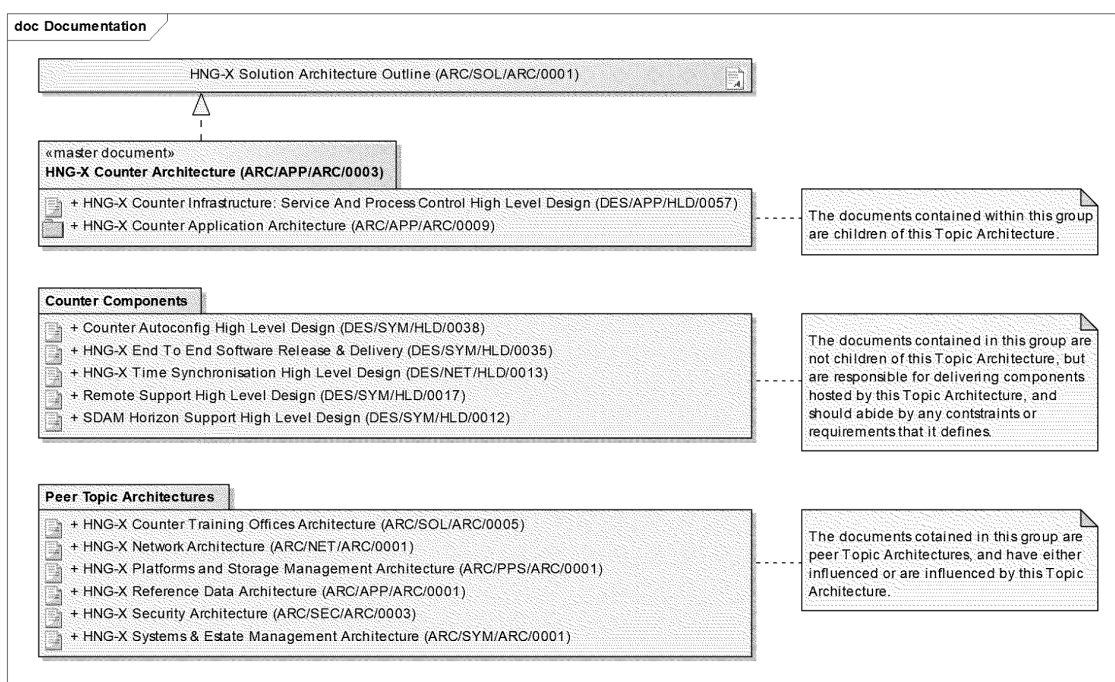 doc Documentation
HNG-X Solution Architecture Outline (ARC/SOL/ARC/0001)
«master document»
HNG-X Counter Architecture (ARC/APP/ARC/0003)
+ HNG-X Counter Infrastructure: Service And Process Control High Level Design (DES/APP/HLD/0057)
+ HNG-X Counter Application Architecture (ARC/APP/ARC/0009)
The documents contained within this group
are children of this Topic Architecture.
Counter Components
+ Counter Autoconfig High Level Design (DES/SYM/HLD/0038)
+ HNG-X End To End Software Release & Delivery (DES/SYM/HLD/0035)
+ HNG-X Time Synchronisation High Level Design (DES/NET/HLD/0013)
+ Remote Support High Level Design (DES/SYM/HLD/0017)
+ SDAM Horizon Support High Level Design (DES/SYM/HLD/0012)
The documents contained in this group are
not children of this Topic Architecture, but
are responsible for delivering components
hosted by this Topic Architecture, and
should abide by any contstraints or
requirements that it defines.
Peer Topic Architectures
+ HNG-X Counter Training Offices Architecture (ARC/SOL/ARC/0005)
+ HNG-X Network Architecture (ARC/NET/ARC/0001)
+ HNG-X Platforms and Storage Management Architecture (ARC/PPS/ARC/0001)
+ HNG-X Reference Data Architecture (ARC/APP/ARC/0001)
+ HNG-X Security Architecture (ARC/SEC/ARC/0003)
+ HNG-X Systems & Estate Management Architecture (ARC/SYM/ARC/0001)
The documents cotained in this group are
peer Topic Architectures, and have either
influenced or are influenced by this Topic
Architecture.